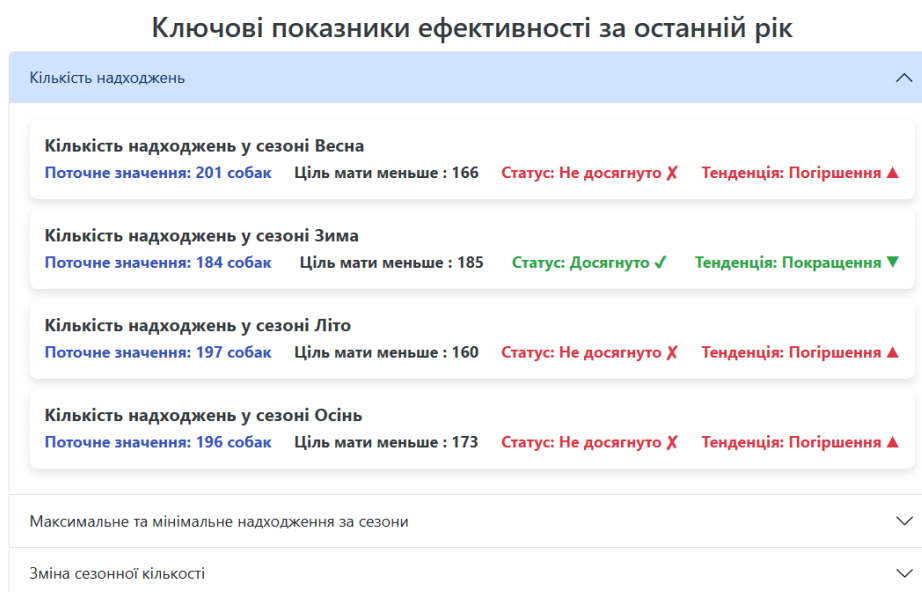 Ключові показники ефективності за останній рік
Кількість надходжень
Кількість надходжень у сезоні Весна
Поточне значення: 201 собак Ціль мати меньше : 166 Статус: Не досягнуто ✗ Тенденція: Погіршення ▲
Кількість надходжень у сезоні Зима
Поточне значення: 184 собак Ціль мати меньше : 185 Статус: Досягнуто ✓ Тенденція: Покращення ▼
Кількість надходжень у сезоні Літо
Поточне значення: 197 собак Ціль мати меньше : 160 Статус: Не досягнуто ✗ Тенденція: Погіршення ▲
Кількість надходжень у сезоні Осінь
Поточне значення: 196 собак Ціль мати меньше : 173 Статус: Не досягнуто ✗ Тенденція: Погіршення ▲
Максимальне та мінімальне надходження за сезони
Зміна сезонної кількості